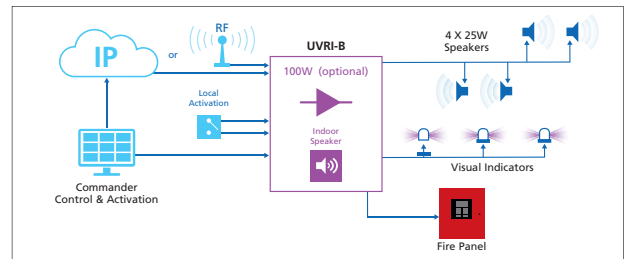 IP
or
RF
UVRI-B
100W (optional)
Indoor
Speaker
Local
Activation
Commander
Control & Activation
4 X 25W
Speakers
Visual Indicators
Fire Panel